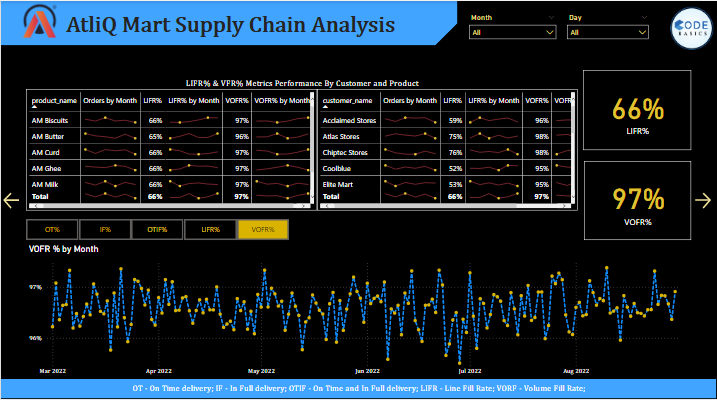 AtliQ Mart Supply Chain Analysis
Month
Day
All
All
CODE
BASICS
LIFR% & VFR% Metrics Performance By Customer and Product
product_name Orders by Month LIFR% LIFR% by Month VOFR% VOFR% by Month
AM Biscuits 66% 97%
AM Butter 65% 96%
AM Curd 66% 97%
AM Ghee 66% 97%
AM Milk 66% 97%
Total 66% 97%
customer_name Orders by Month LIFR% LIFR% by Month VOFR% VOFR
Acclaimed Stores 59% 96%
Atlas Stores 75% 98%
Chiptec Stores 76% 98%
Coolblue 52% 95%
Elite Mart 53% 95%
Total 66% 97%
66%
LIFR%
97%
VOFR%
OT% IF% OTIF% LIFR% VOFR%
VOFR % by Month
97%
96%
Mar 2022 Apr 2022 May 2022 Jun 2022 Jul 2022 Aug 2022
OT - On Time delivery; IF - In Full delivery; OTIF - On Time and In Full delivery; LIFR - Line Fill Rate; VORF - Volume Fill Rate;